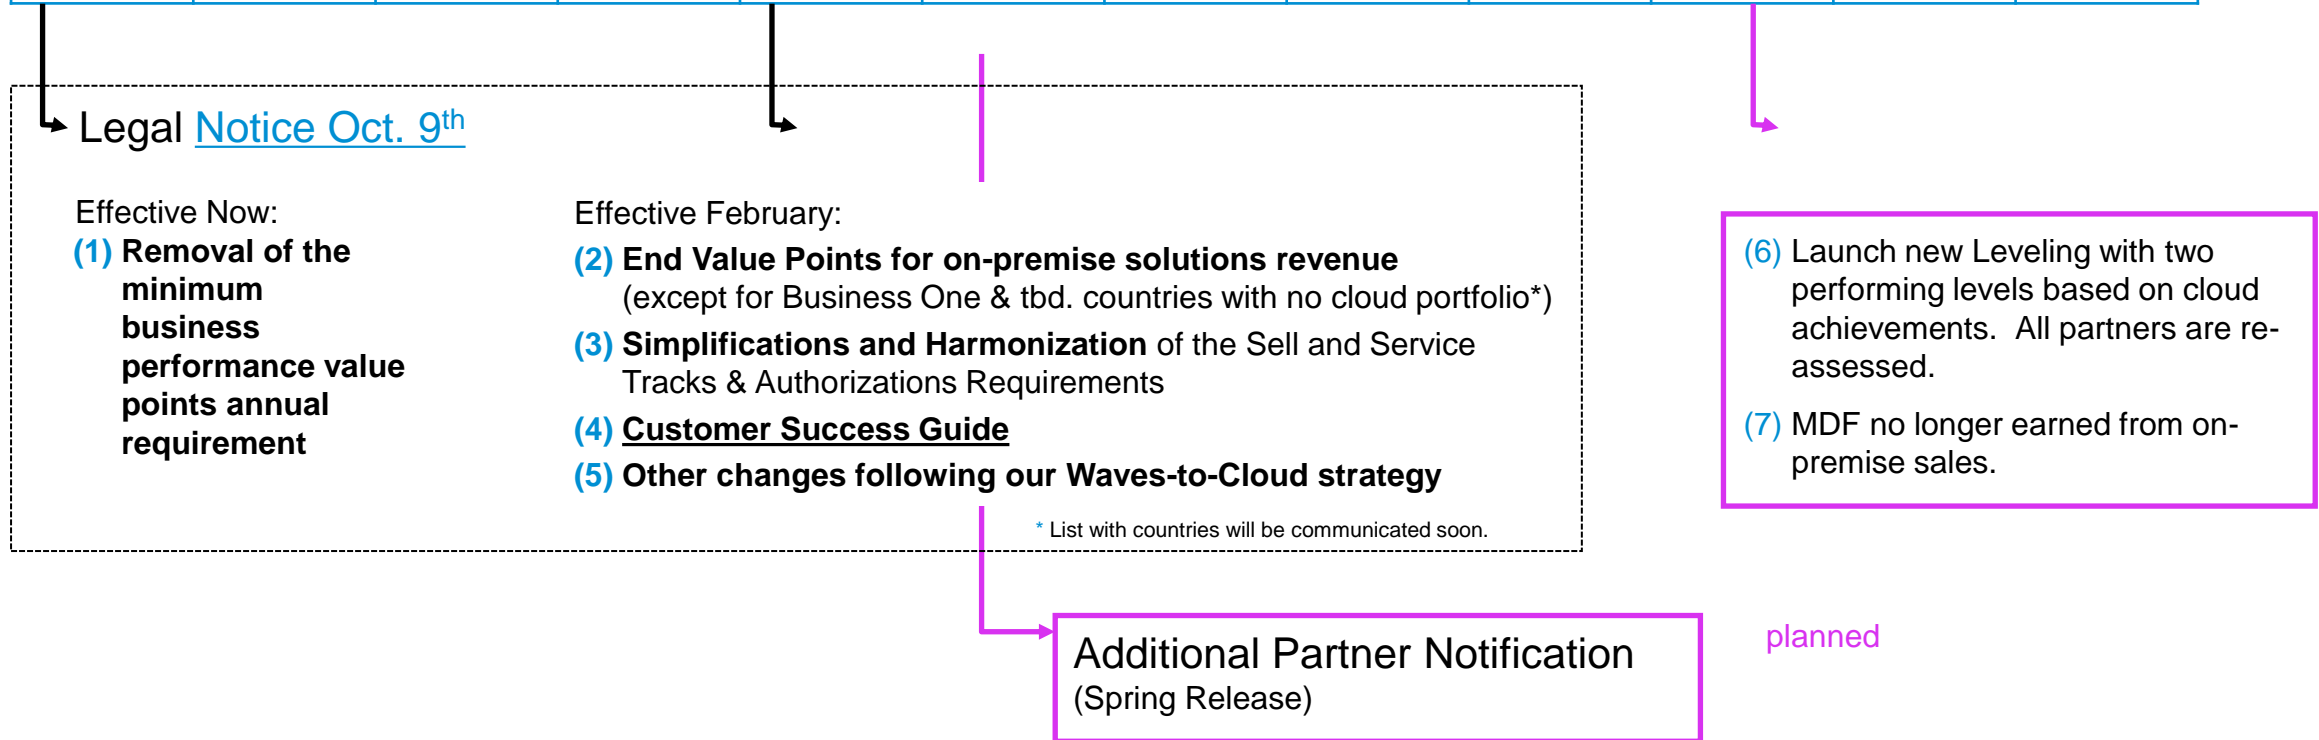 Legal Notice Oct. 9th
Effective Now:
(1) Removal of the
minimum
business
performance value
points annual
requirement
Effective February:
(2) End Value Points for on-premise solutions revenue
(except for Business One & tbd. countries with no cloud portfolio*)
(3) Simplifications and Harmonization of the Sell and Service
Tracks & Authorizations Requirements
(4) Customer Success Guide
(5) Other changes following our Waves-to-Cloud strategy
* List with countries will be communicated soon.
(6) Launch new Leveling with two
performing levels based on cloud
achievements. All partners are re-
assessed.
(7) MDF no longer earned from on-
premise sales.
Additional Partner Notification
(Spring Release)
planned